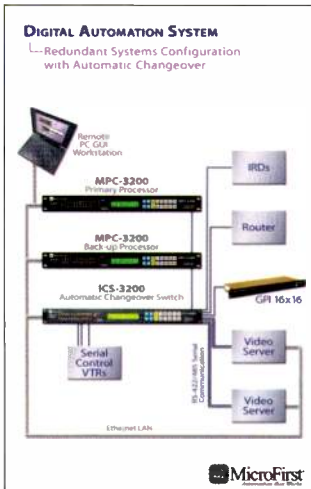 DIGITAL AUTOMATION SYSTEM
Redundant Systems Configuration
with Automatic Changeover
Remote
PC GUI
Workstation
MPC-3200
Primary Processor
MPC-3200
Back-up Processor
ICS-3200
Automatic Changeover Switch
Serial
Control
VTRs
IRDs
Router
GPI 16x16
RS-422/485 Serial
Communication
Video
Server
Video
Server
Ethernet LAN
MicroFirst